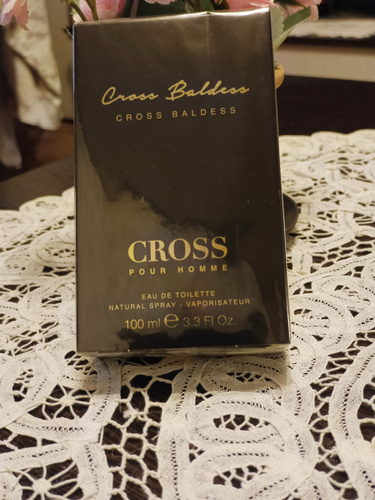 Cross Baldess
CROSS BALDESS
CROSS
POUR HOMME
EAU DE TOILETTE
NATURAL SPRAY - VAPORISATEUR
100 ml ℮ 3.3 Fl.Oz.